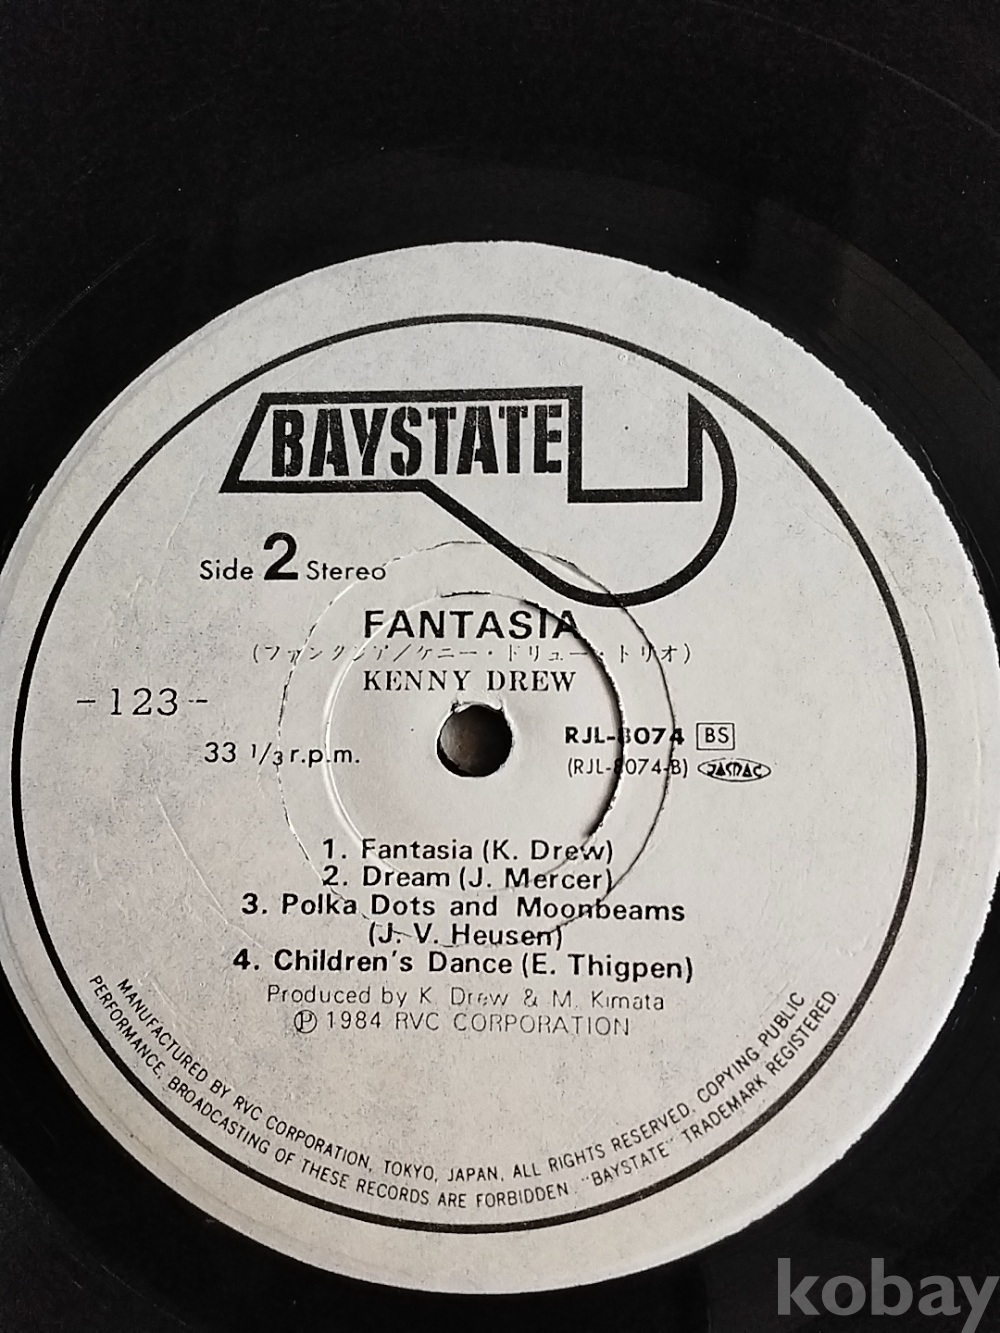 BAYSTATE
Side 2 Stereo
FANTASIA
(ファンタジア/ケニー・ドリュー・トリオ)
KENNY DREW
-123-
RJL-8074 BS
33 1/3 r.p.m.
(RJL-8074-B) JASRAC
1. Fantasia (K. Drew)
2. Dream (J. Mercer)
3. Polka Dots and Moonbeams
(J. V. Heusen)
4. Children's Dance (E. Thigpen)
Produced by K. Drew & M. Kimata
Ⓟ 1984 RVC CORPORATION
MANUFACTURED BY RVC CORPORATION, TOKYO, JAPAN. ALL RIGHTS RESERVED. COPYING PUBLIC
PERFORMANCE, BROADCASTING OF THESE RECORDS ARE FORBIDDEN. "BAYSTATE" TRADEMARK REGISTERED.
kobay